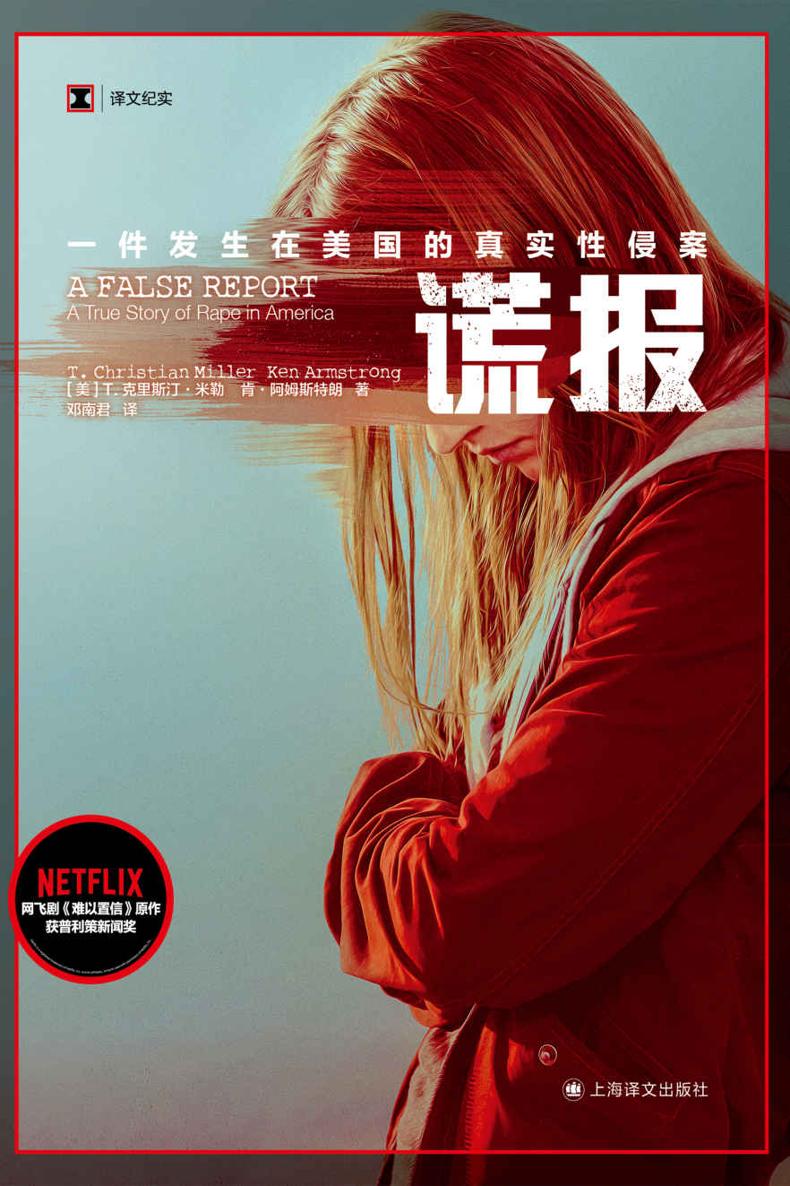 译文纪实
一件发生在美国的真实性侵案
A FALSE REPORT
A True Story of Rape in America
谎报
T. Christian Miller Ken Armstrong
[美]T.克里斯汀·米勒 肯·阿姆斯特朗 著
邓南君 译
NETFLIX
网飞剧《难以置信》原作
获普利策新闻奖
上海译文出版社